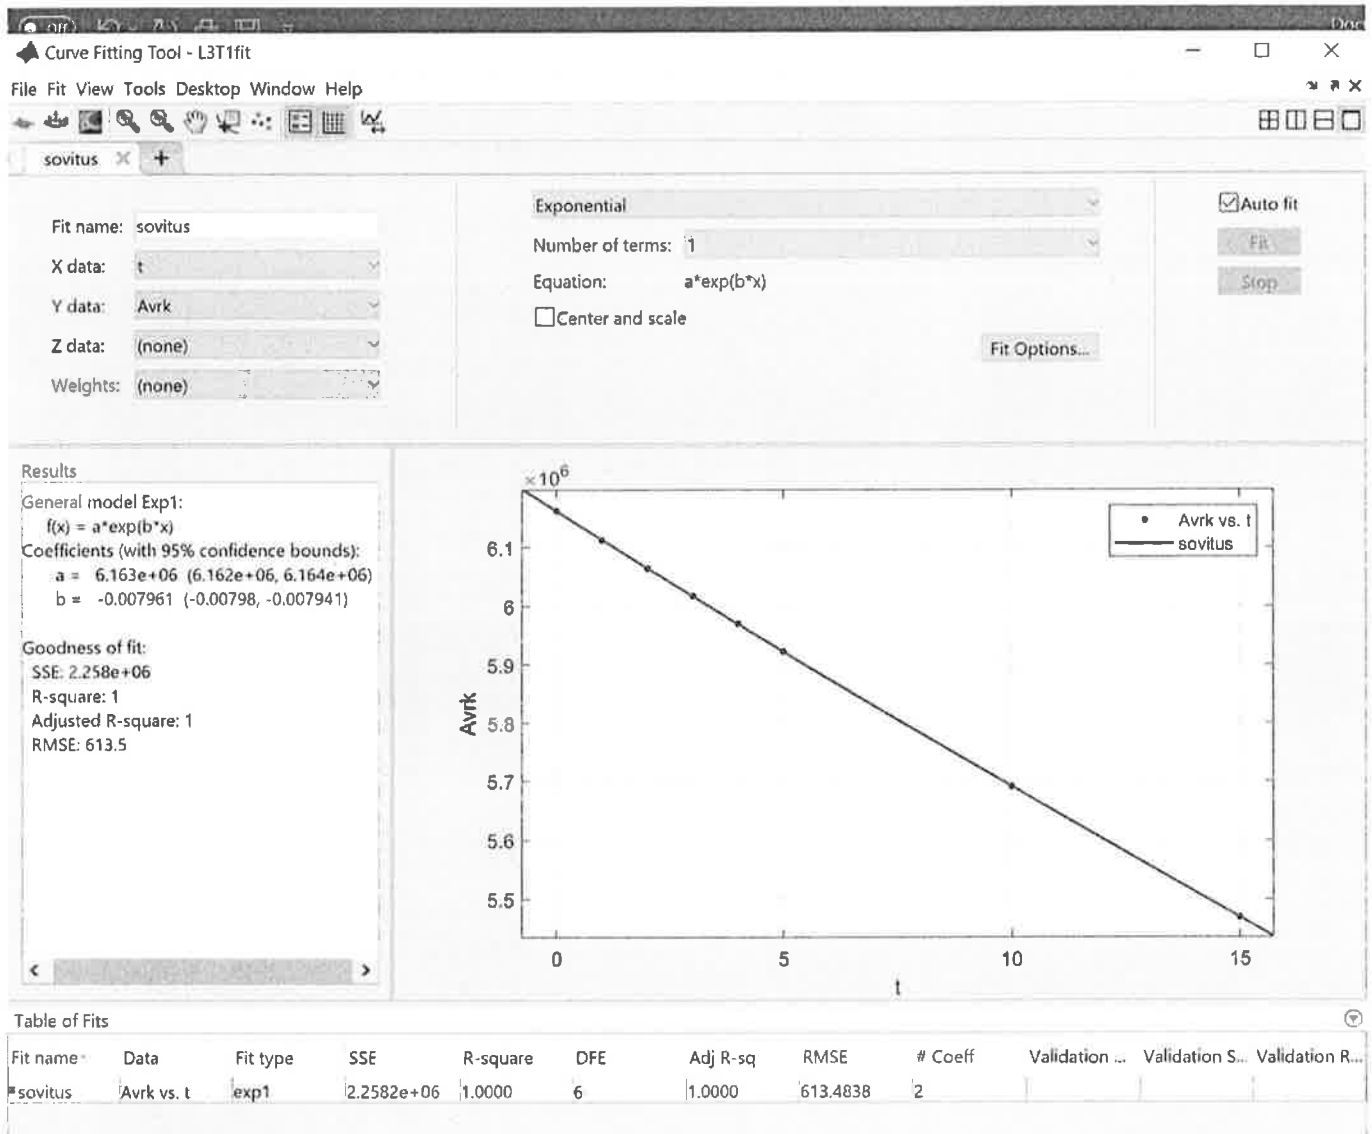 Off
Doc
Curve Fitting Tool - L3T1fit
File Fit View Tools Desktop Window Help
sovitus
Fit name: sovitus
X data: t
Y data: Avrk
Z data: (none)
Weights: (none)
Exponential
Number of terms: 1
Equation: a*exp(b*x)
Center and scale
Fit Options...
Auto fit
Fit
Stop
Results
General model Exp1:
f(x) = a*exp(b*x)
Coefficients (with 95% confidence bounds):
a = 6.163e+06 (6.162e+06, 6.164e+06)
b = -0.007961 (-0.00798, -0.007941)
Goodness of fit:
SSE: 2.258e+06
R-square: 1
Adjusted R-square: 1
RMSE: 613.5
×10⁶
Avrk vs. t
sovitus
6.1
6
5.9
5.8
5.7
5.6
5.5
Avrk
0 5 10 15
t
Table of Fits
Fit name Data Fit type SSE R-square DFE Adj R-sq RMSE # Coeff Validation ... Validation S... Validation R...
sovitus Avrk vs. t exp1 2.2582e+06 1.0000 6 1.0000 613.4838 2